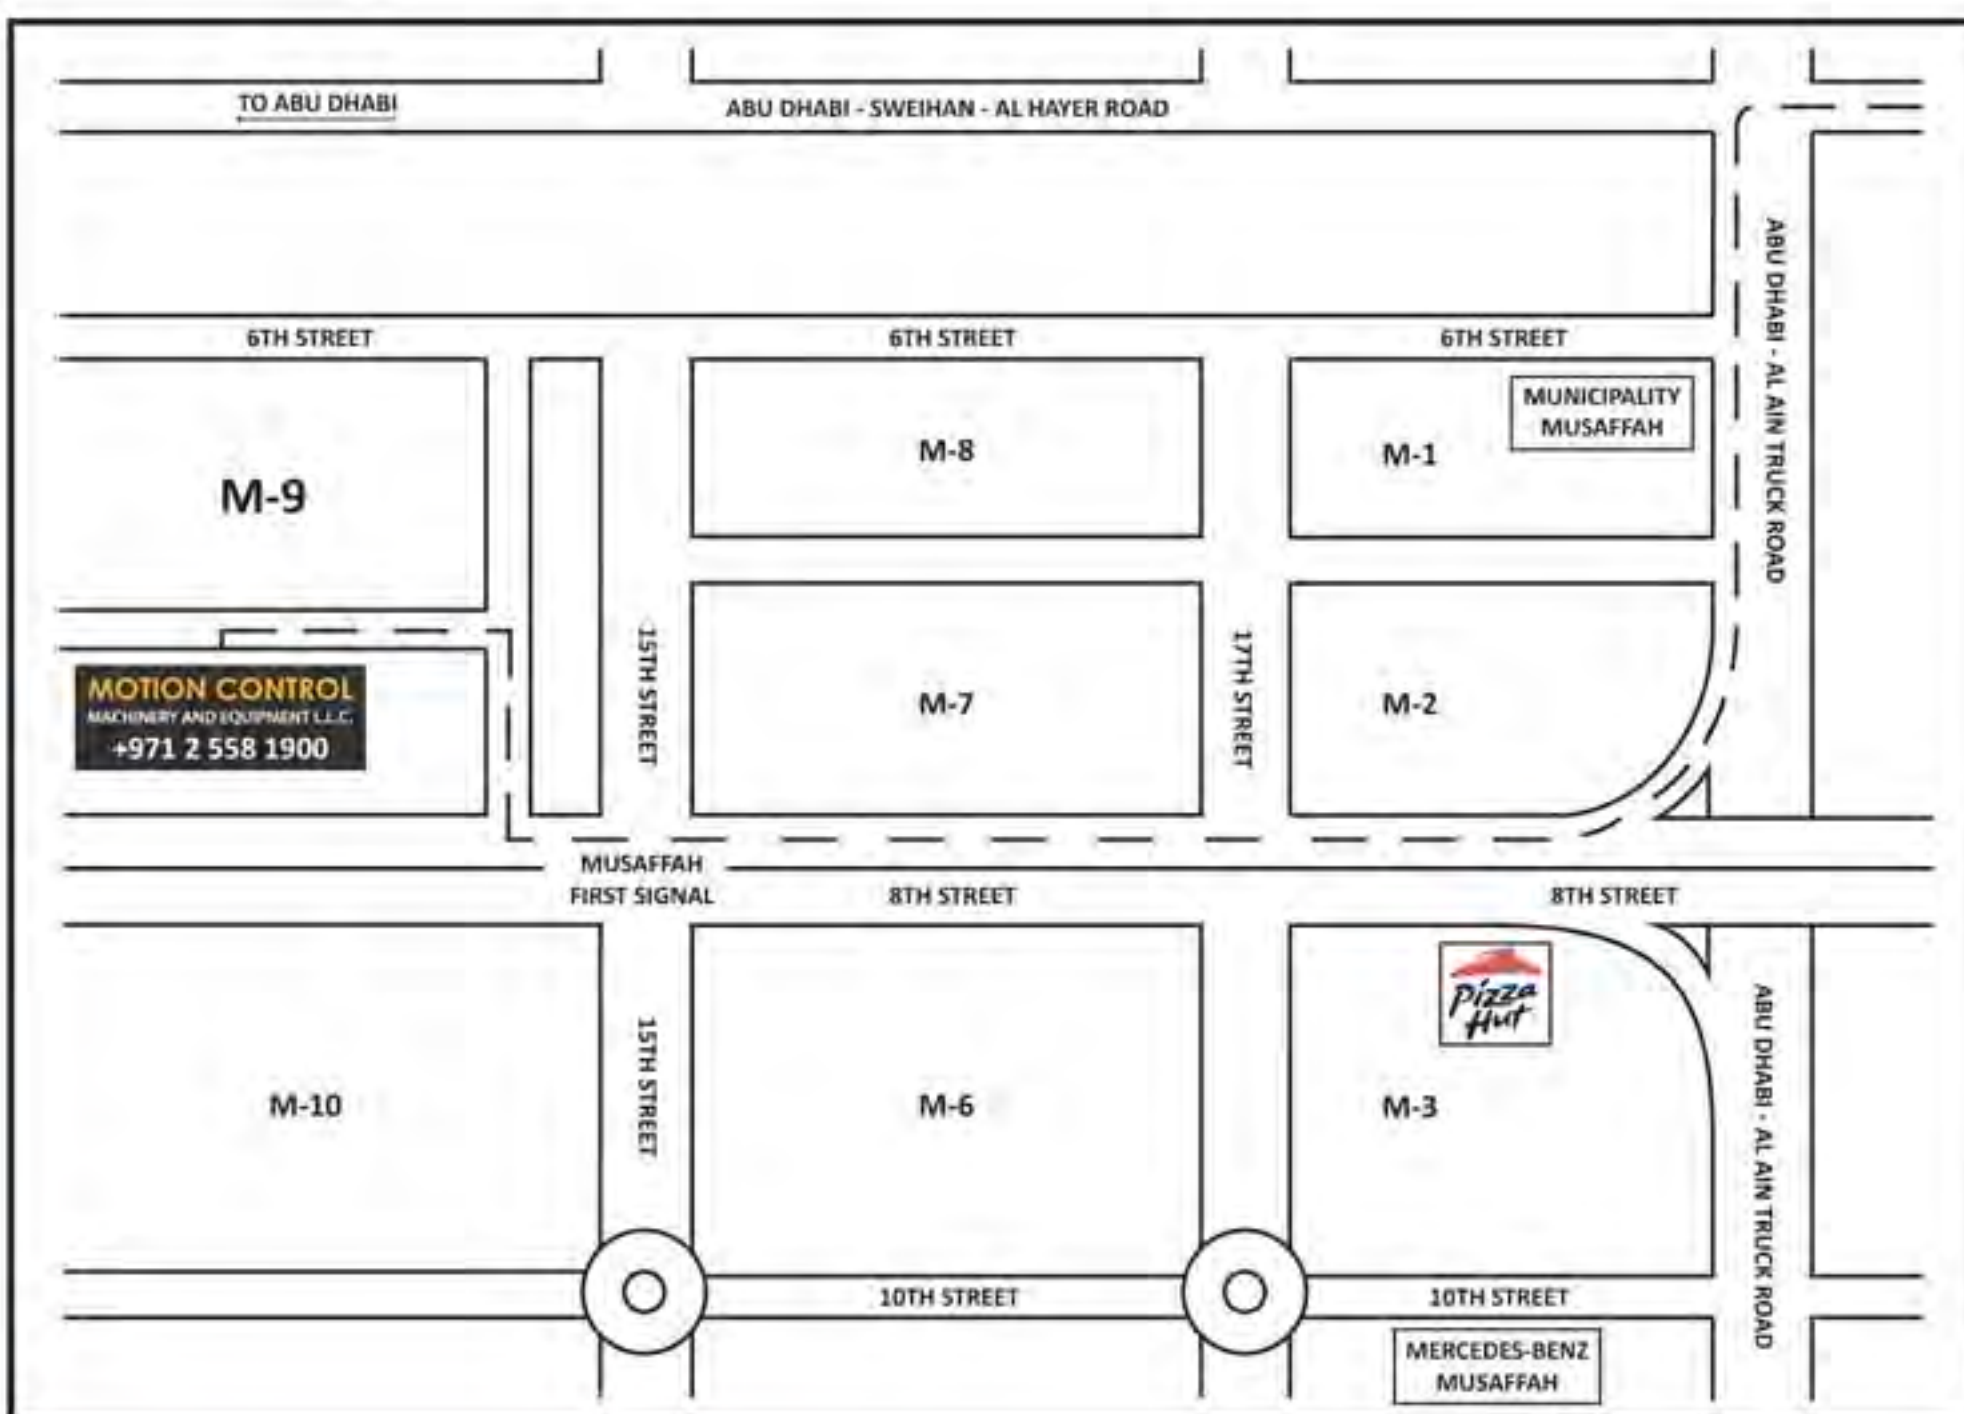 TO ABU DHABI
ABU DHABI - SWEIHAN - AL HAYER ROAD
ABU DHABI - AL AIN TRUCK ROAD
6TH STREET
6TH STREET
6TH STREET
MUNICIPALITY
MUSAFFAH
M-9
M-8
M-1
MOTION CONTROL
MACHINERY AND EQUIPMENT L.L.C.
+971 2 558 1900
15TH STREET
M-7
17TH STREET
M-2
MUSAFFAH
FIRST SIGNAL
8TH STREET
8TH STREET
Pizza
Hut
M-10
15TH STREET
M-6
M-3
ABU DHABI - AL AIN TRUCK ROAD
10TH STREET
10TH STREET
MERCEDES-BENZ
MUSAFFAH